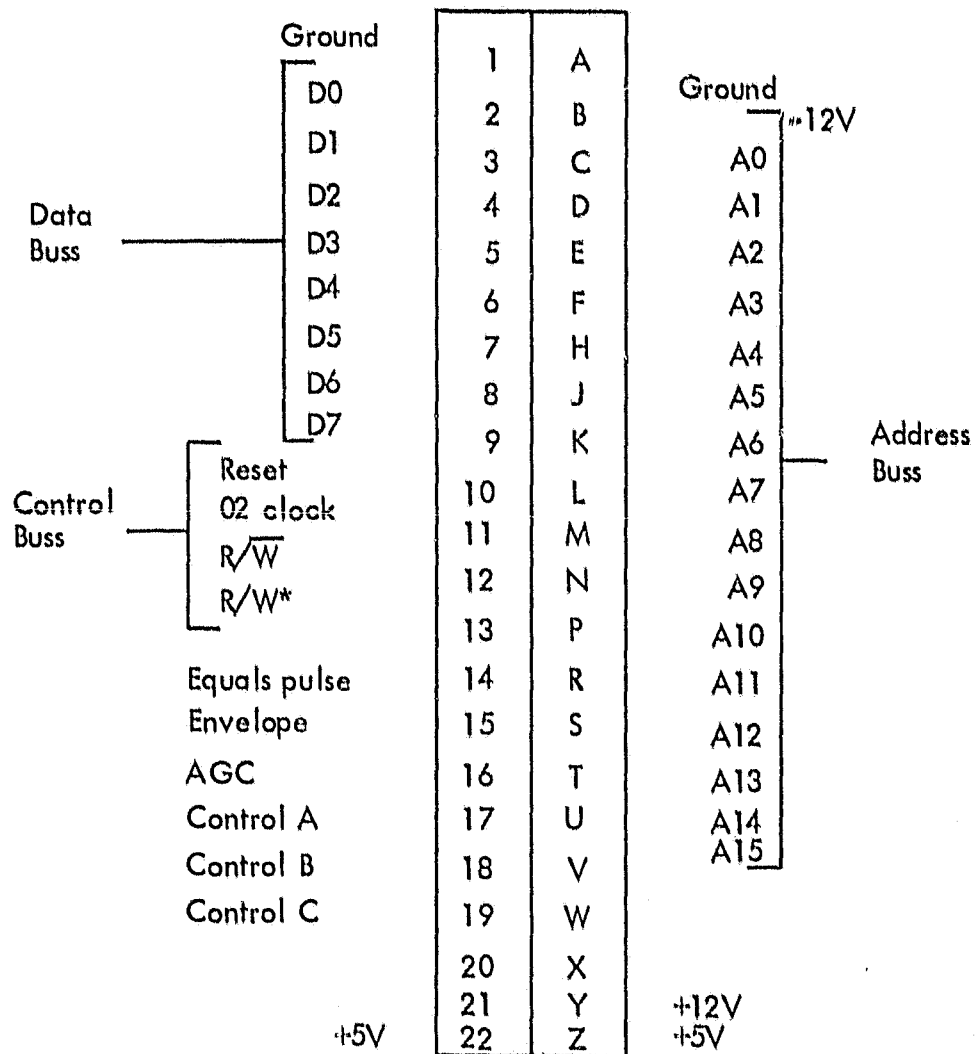 Ground 1 A
D0 Ground
2 B -12V
D1
3 C A0
D2 4 D A1
Data
Buss D3 5 E A2
D4 6 F A3
D5 7 H A4
D6 8 J A5
D7 9 K A6 Address
Buss
Reset
Control 02 clock 10 L A7
Buss 11 M A8
R/W̅ 12 N A9
R/W*
13 P A10
Equals pulse 14 R A11
Envelope 15 S A12
AGC 16 T A13
Control A 17 U A14
A15
Control B 18 V
Control C 19 W
20 X
21 Y +12V
+5V 22 Z +5V